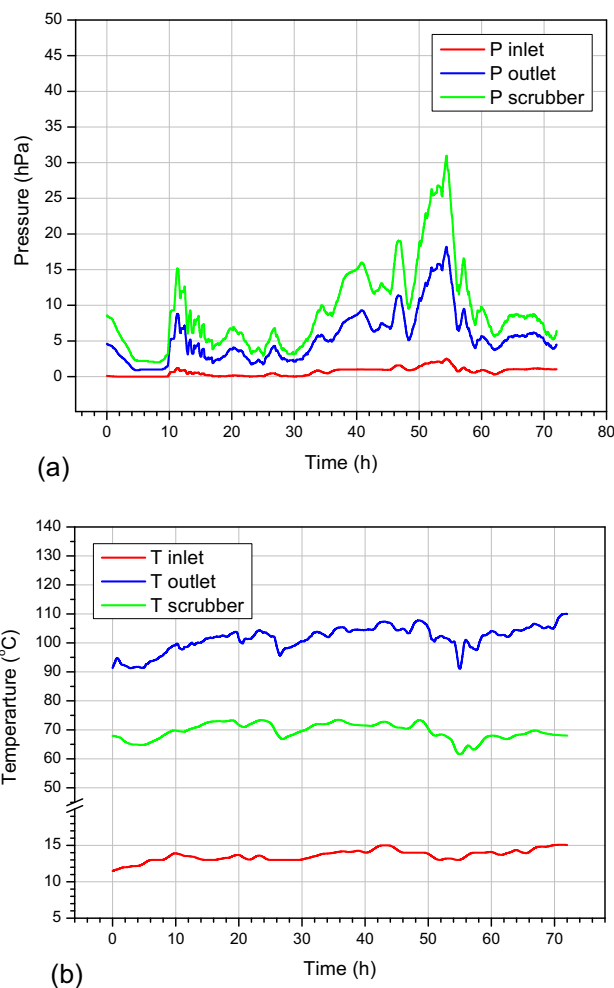 50
45
40
35
30
25
20
15
10
5
0
Pressure (hPa)
P inlet
P outlet
P scrubber
0 10 20 30 40 50 60 70 80
Time (h)
(a)
140
130
120
110
100
90
80
70
60
50
15
10
5
Temperarture (°C)
T inlet
T outlet
T scrubber
0 10 20 30 40 50 60 70
Time (h)
(b)